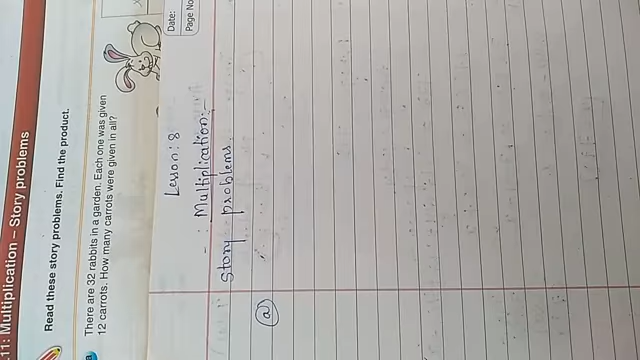 11: Multiplication – Story problems
Read these story problems. Find the product.
a
There are 32 rabbits in a garden. Each one was given
12 carrots. How many carrots were given in all?
Date:
Page No
Lesson: 8
-: Multiplication:-
Story problems.
a